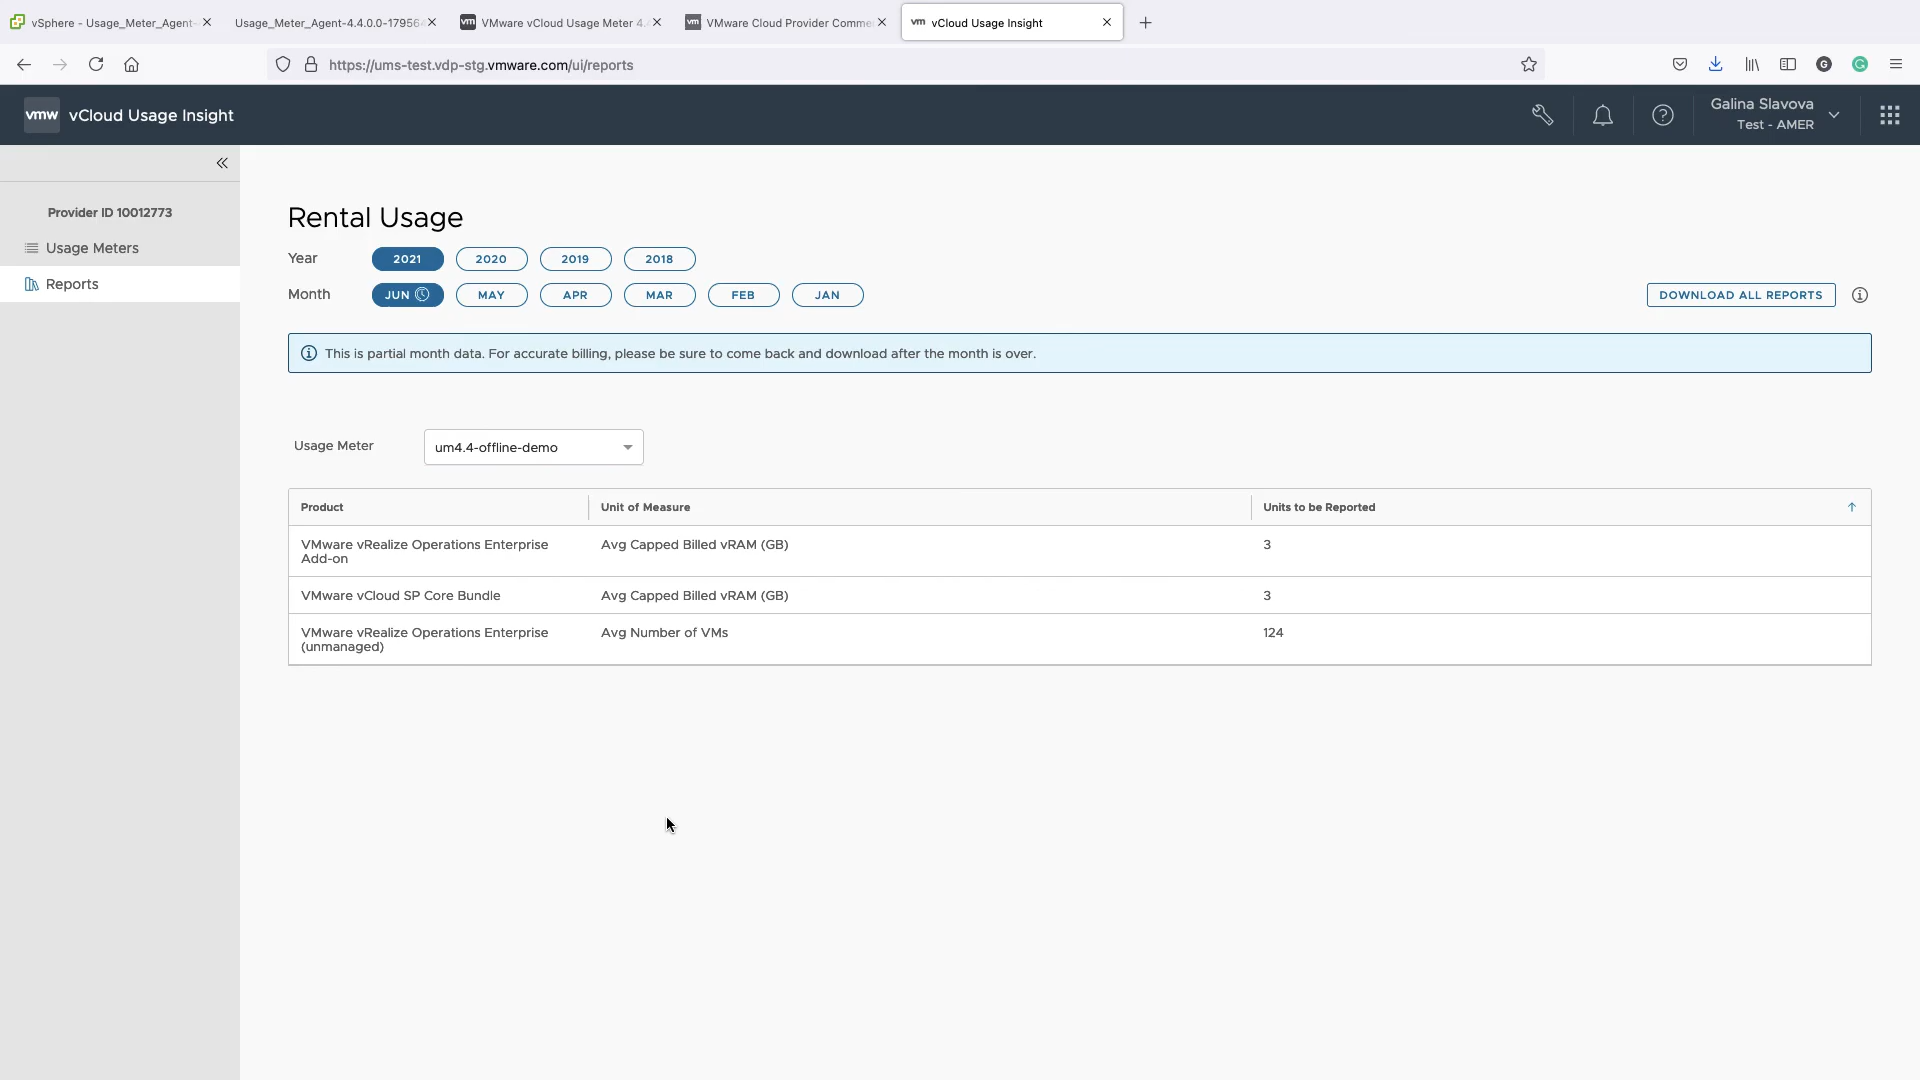 vSphere - Usage_Meter_Agent-
Usage_Meter_Agent-4.4.0.0-17956
VMware vCloud Usage Meter 4.
VMware Cloud Provider Comme
vm vCloud Usage Insight
https://ums-test.vdp-stg.vmware.com/ui/reports
vmw vCloud Usage Insight
Galina Slavova
Test - AMER
Provider ID 10012773
Usage Meters
Reports
Rental Usage
Year 2021 2020 2019 2018
Month JUN MAY APR MAR FEB JAN
DOWNLOAD ALL REPORTS
This is partial month data. For accurate billing, please be sure to come back and download after the month is over.
Usage Meter um4.4-offline-demo
Product Unit of Measure Units to be Reported
VMware vRealize Operations Enterprise Avg Capped Billed vRAM (GB) 3
Add-on
VMware vCloud SP Core Bundle Avg Capped Billed vRAM (GB) 3
VMware vRealize Operations Enterprise Avg Number of VMs 124
(unmanaged)